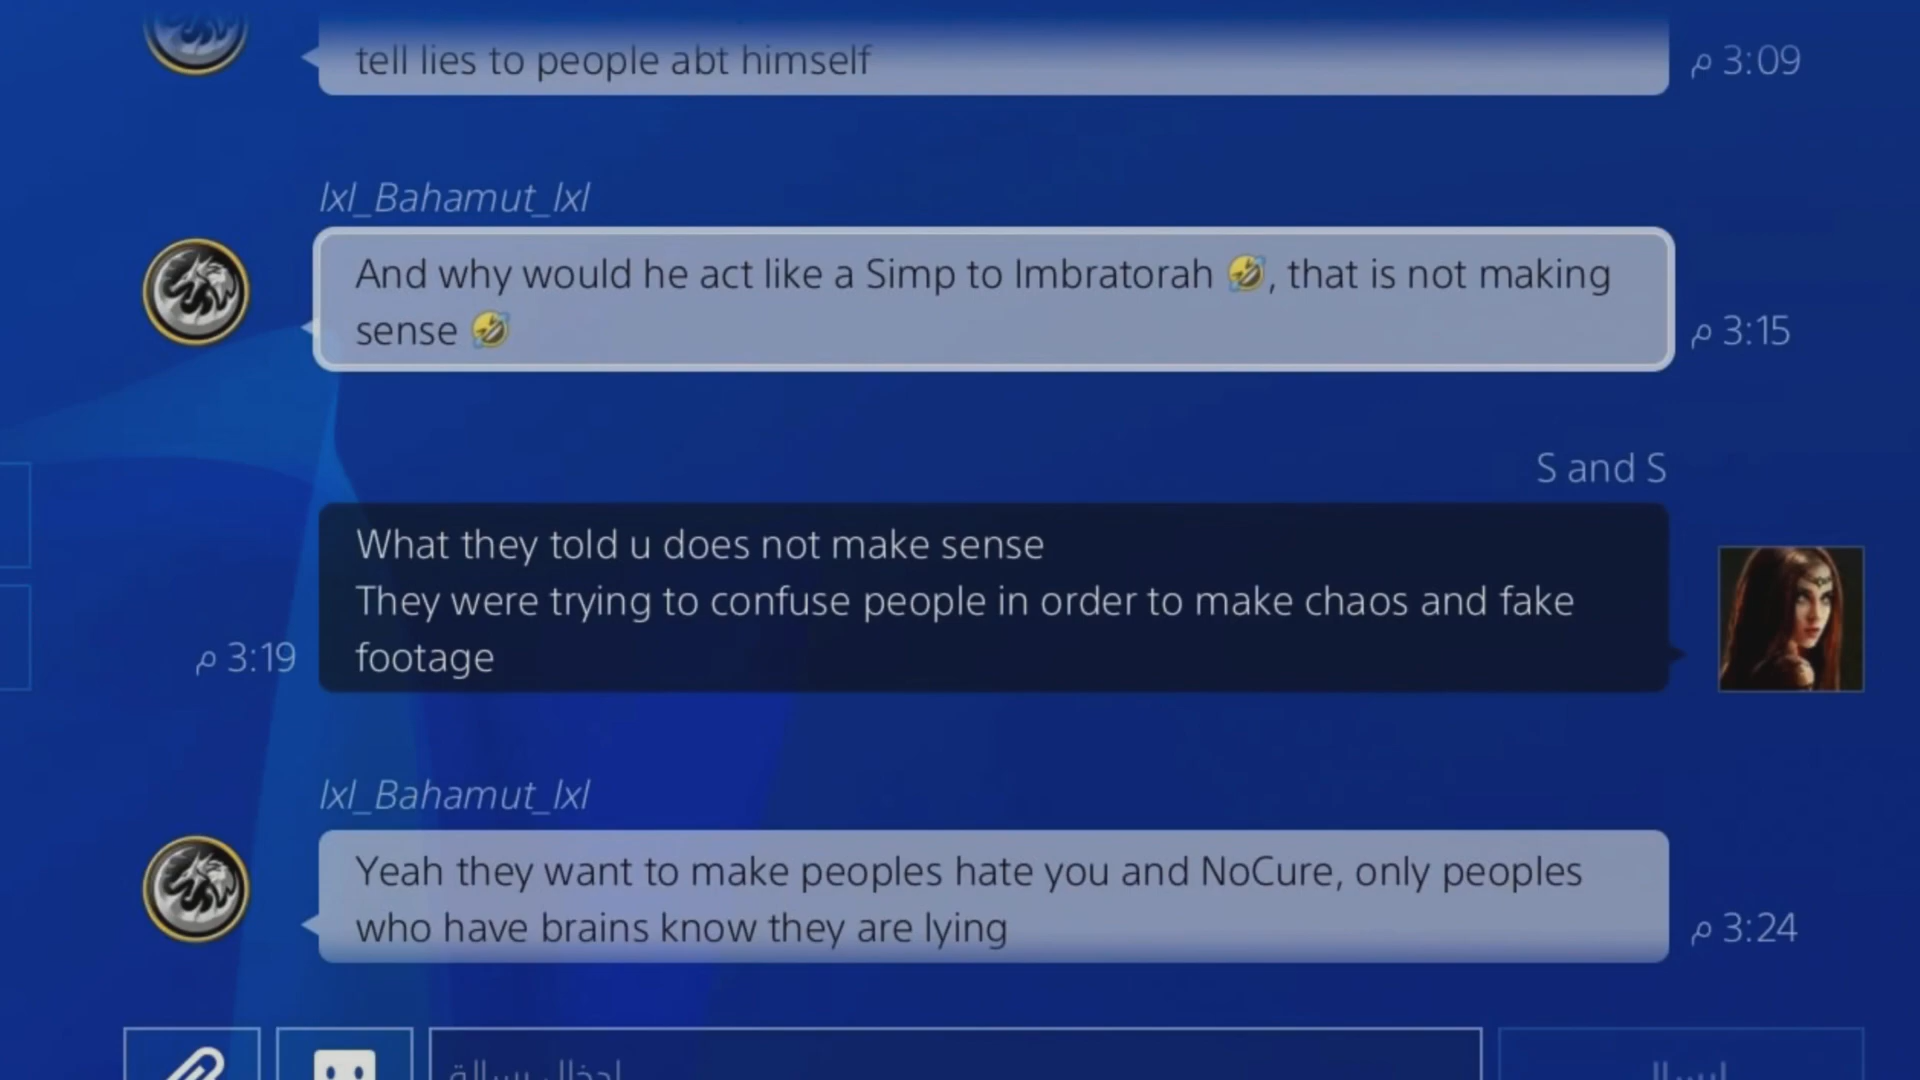 tell lies to people abt himself
م 3:09
lxl_Bahamut_lxl
And why would he act like a Simp to Imbratorah 🤣, that is not making
sense 🤣
م 3:15
S and S
What they told u does not make sense
They were trying to confuse people in order to make chaos and fake
footage
م 3:19
lxl_Bahamut_lxl
Yeah they want to make peoples hate you and NoCure, only peoples
who have brains know they are lying
م 3:24